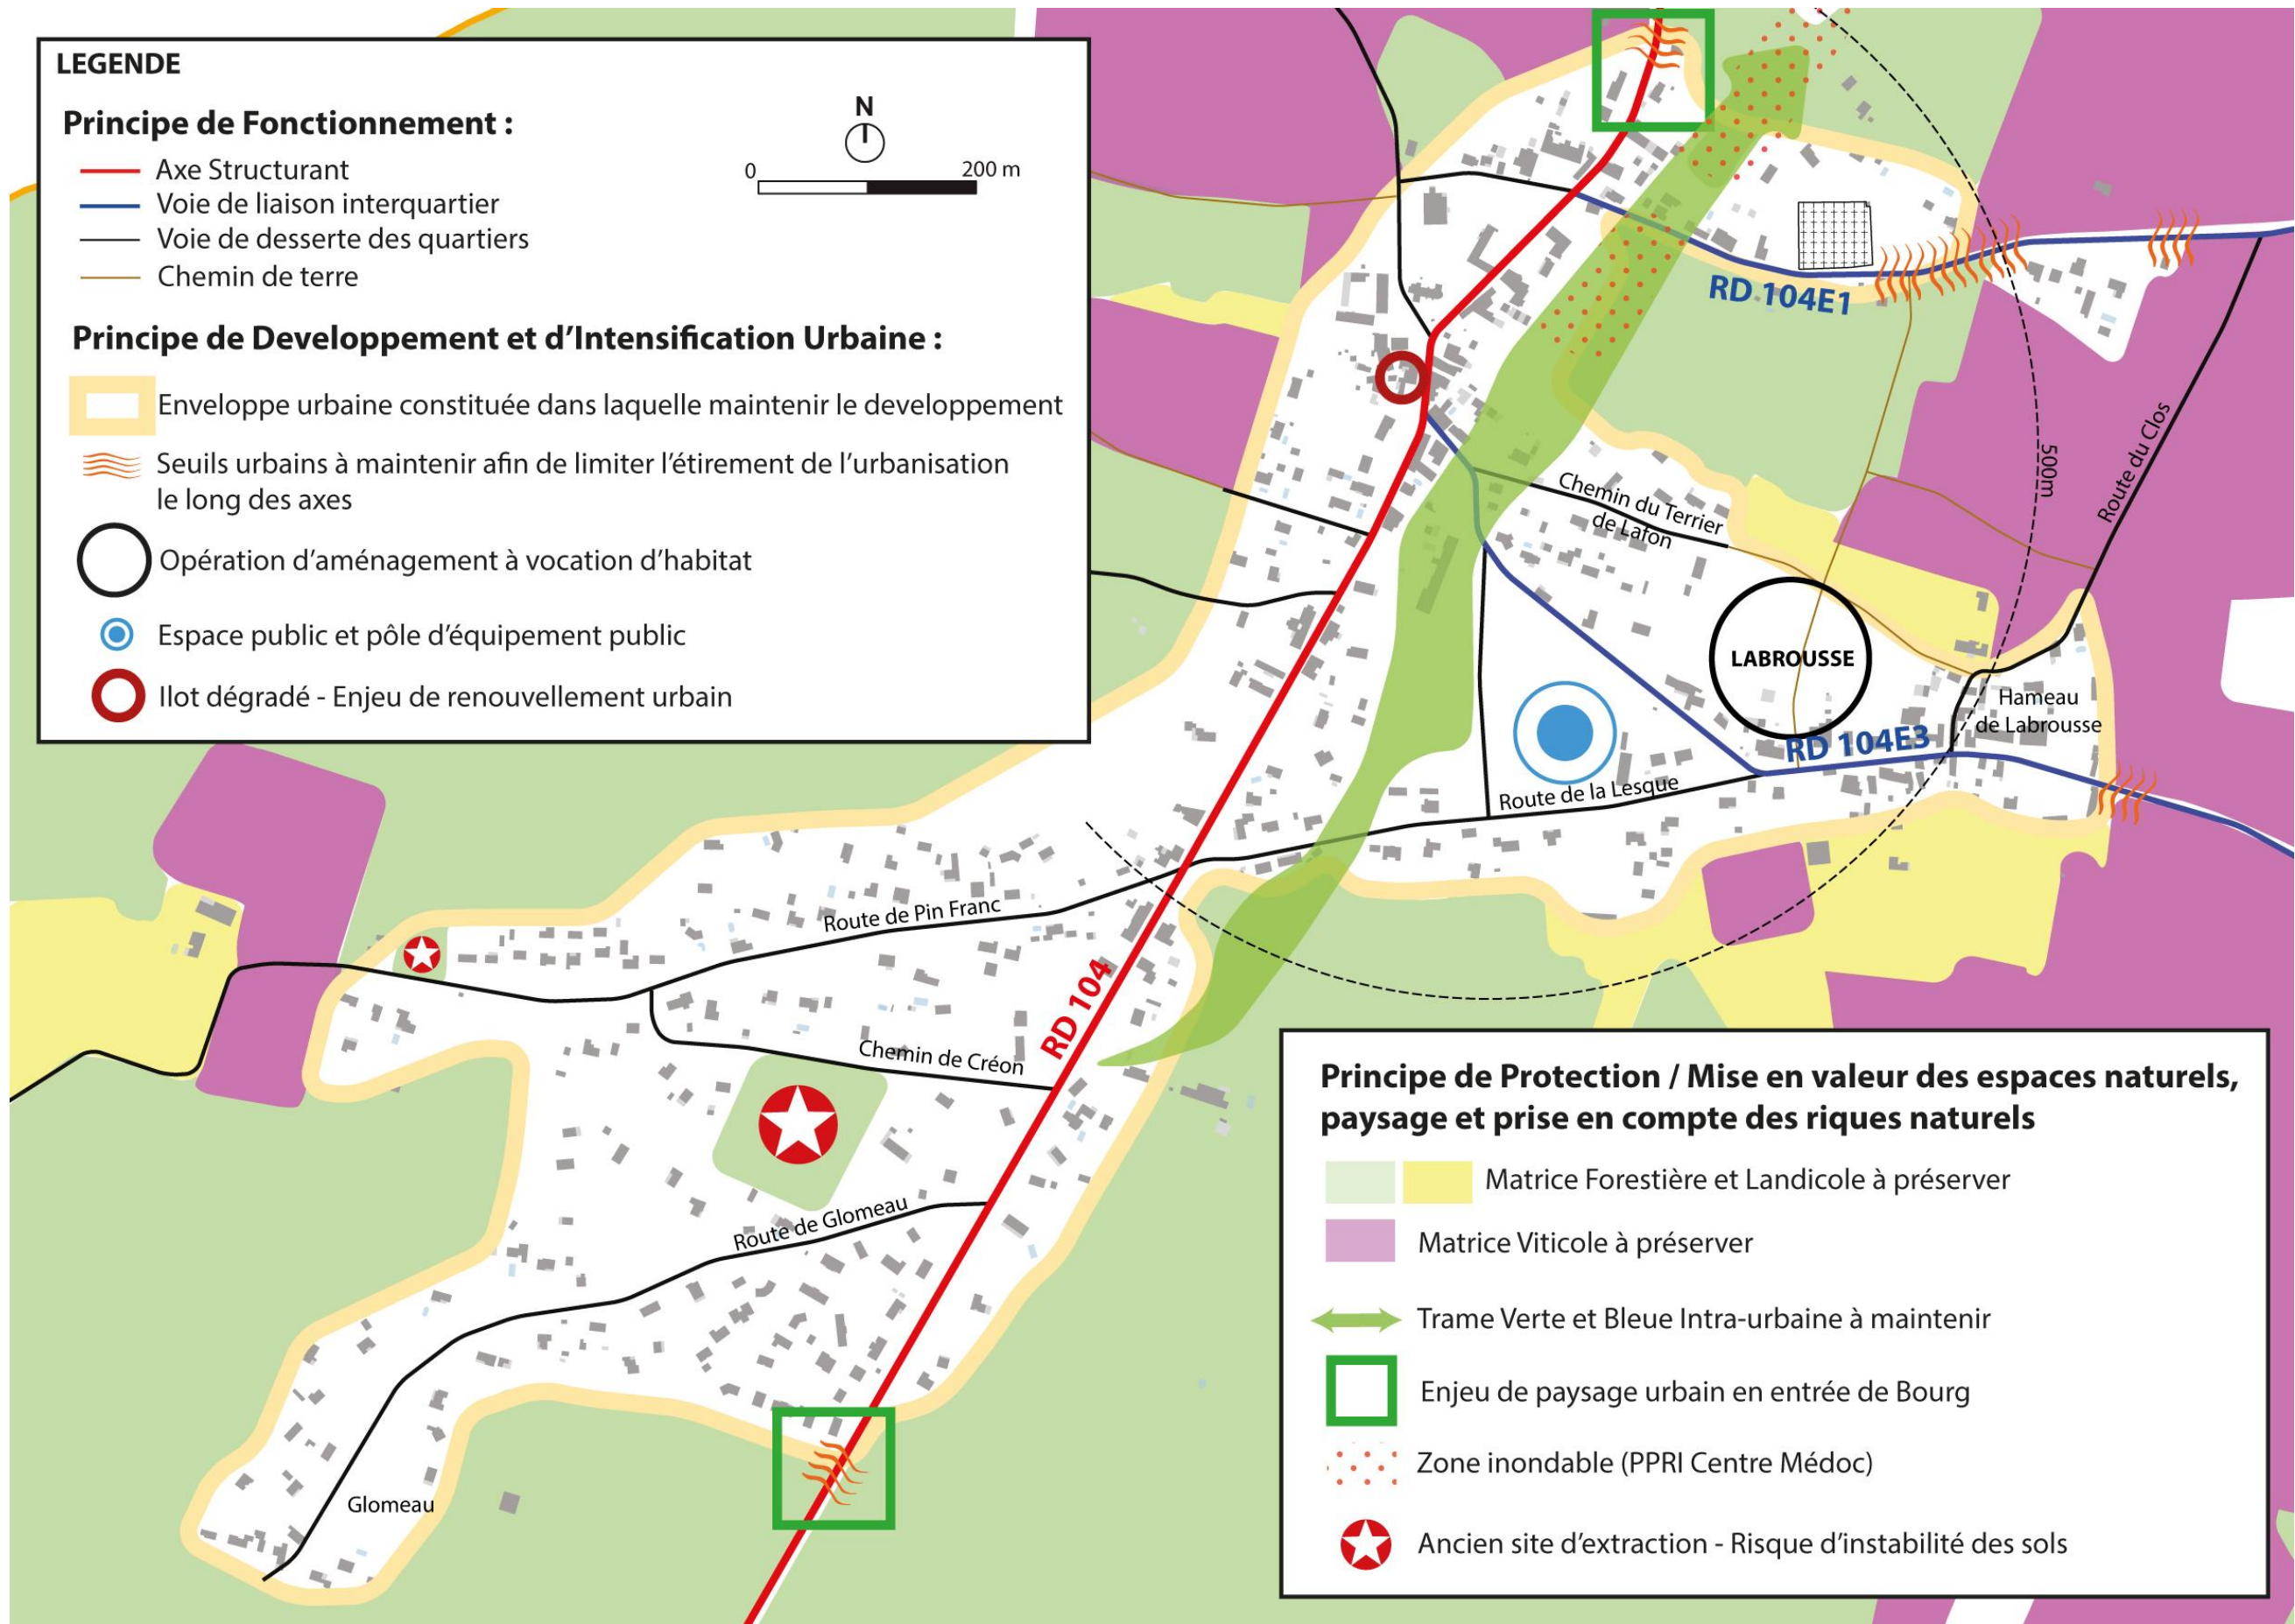 LEGENDE
Principe de Fonctionnement :
Axe Structurant
Voie de liaison interquartier
Voie de desserte des quartiers
Chemin de terre
N
0
200 m
Principe de Developpement et d'Intensification Urbaine :
Enveloppe urbaine constituée dans laquelle maintenir le developpement
Seuils urbains à maintenir afin de limiter l'étirement de l'urbanisation
le long des axes
Opération d'aménagement à vocation d'habitat
Espace public et pôle d'équipement public
Ilot dégradé - Enjeu de renouvellement urbain
RD 104E1
500m
Route du Clos
Chemin du Terrier
de Lafon
LABROUSSE
Hameau
de Labrousse
RD 104E3
Route de la Lesque
Route de Pin Franc
RD 104
Chemin de Créon
Route de Glomeau
Glomeau
Principe de Protection / Mise en valeur des espaces naturels,
paysage et prise en compte des riques naturels
Matrice Forestière et Landicole à préserver
Matrice Viticole à préserver
Trame Verte et Bleue Intra-urbaine à maintenir
Enjeu de paysage urbain en entrée de Bourg
Zone inondable (PPRI Centre Médoc)
Ancien site d'extraction - Risque d'instabilité des sols